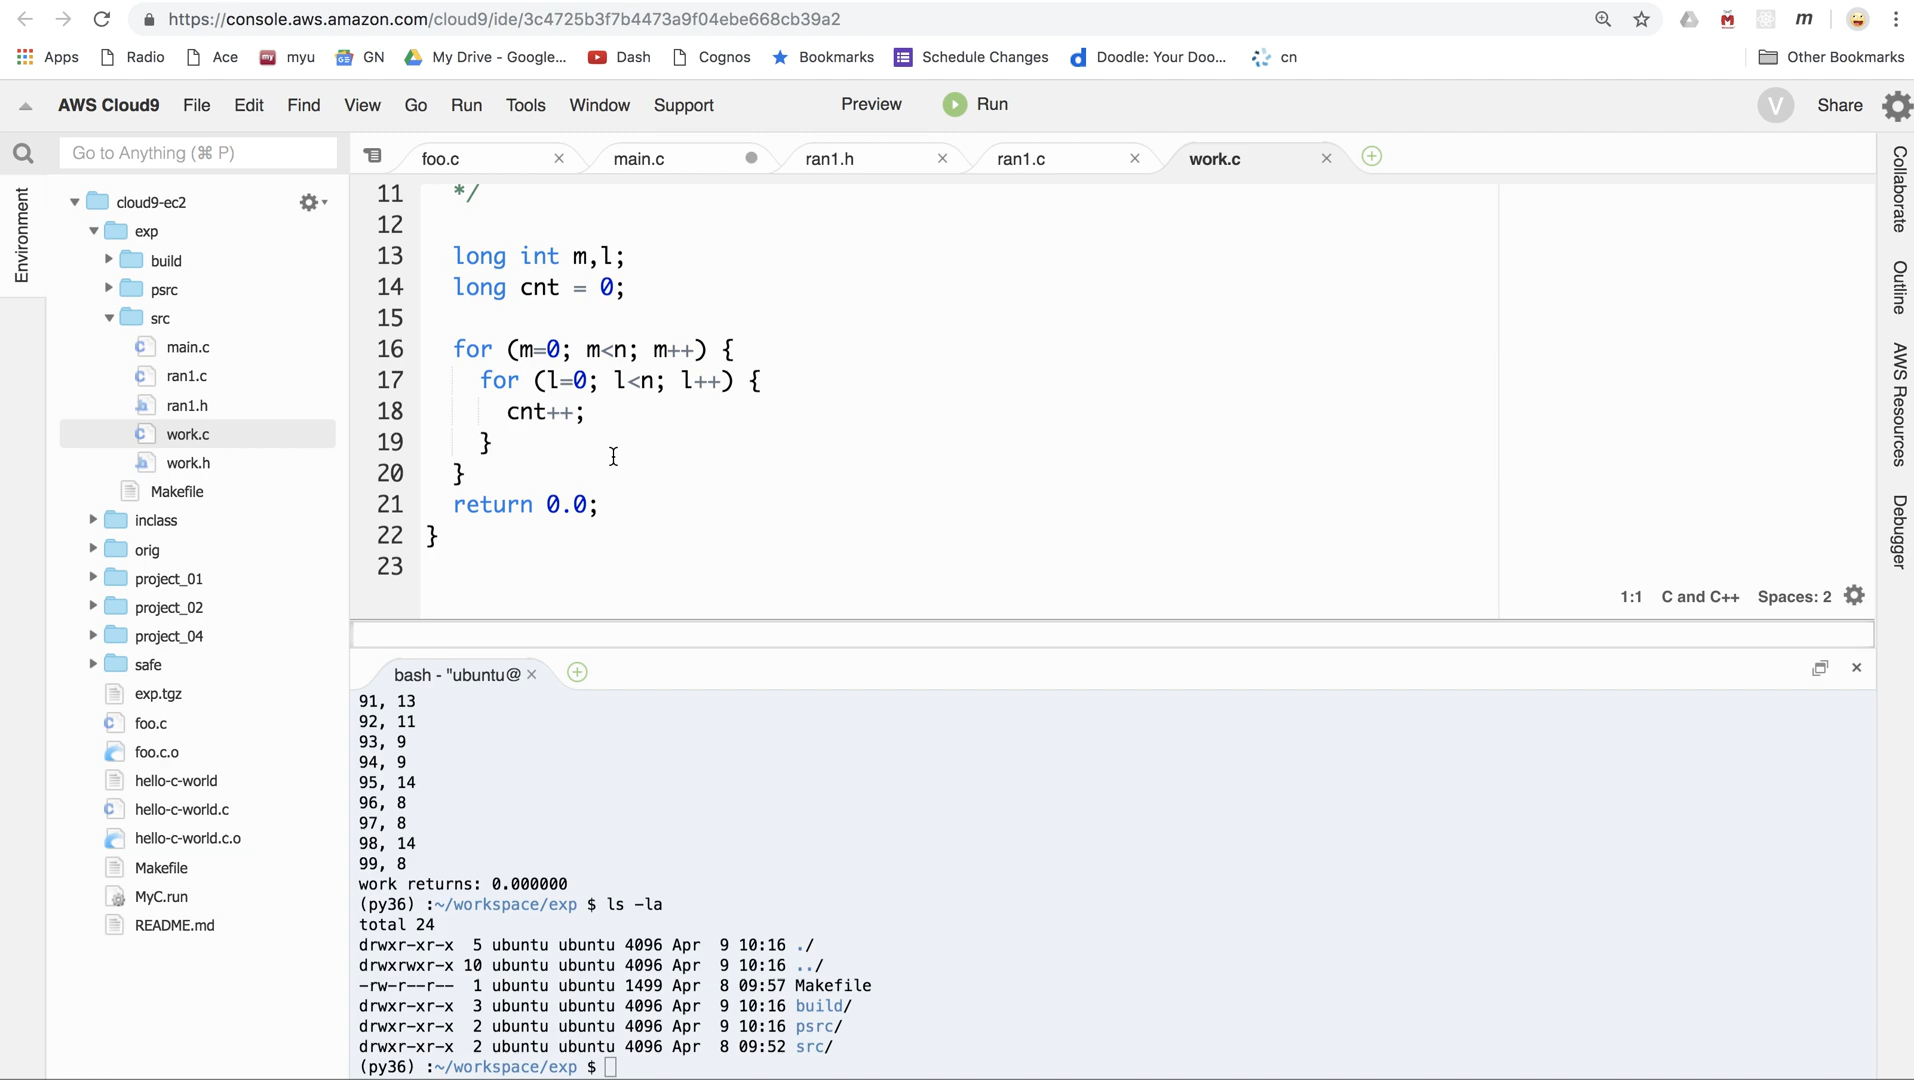 https://console.aws.amazon.com/cloud9/ide/3c4725b3f7b4473a9f04ebe668cb39a2
Apps Radio Ace my myu GN My Drive - Google... Dash Cognos Bookmarks Schedule Changes Doodle: Your Doo... cn Other Bookmarks
AWS Cloud9 File Edit Find View Go Run Tools Window Support Preview Run V Share
Go to Anything (⌘ P)
foo.c main.c ran1.h ran1.c work.c
Environment
cloud9-ec2
exp
build
psrc
src
main.c
ran1.c
ran1.h
work.c
work.h
Makefile
inclass
orig
project_01
project_02
project_04
safe
exp.tgz
foo.c
foo.c.o
hello-c-world
hello-c-world.c
hello-c-world.c.o
Makefile
MyC.run
README.md
11 */
12
13 long int m,l;
14 long cnt = 0;
15
16 for (m=0; m<n; m++) {
17 for (l=0; l<n; l++) {
18 cnt++;
19 }
20 }
21 return 0.0;
22 }
23
1:1 C and C++ Spaces: 2
Collaborate
Outline
AWS Resources
Debugger
bash - "ubuntu@
91, 13
92, 11
93, 9
94, 9
95, 14
96, 8
97, 8
98, 14
99, 8
work returns: 0.000000
(py36) :~/workspace/exp $ ls -la
total 24
drwxr-xr-x 5 ubuntu ubuntu 4096 Apr 9 10:16 ./
drwxrwxr-x 10 ubuntu ubuntu 4096 Apr 9 10:16 ../
-rw-r--r-- 1 ubuntu ubuntu 1499 Apr 8 09:57 Makefile
drwxr-xr-x 3 ubuntu ubuntu 4096 Apr 9 10:16 build/
drwxr-xr-x 2 ubuntu ubuntu 4096 Apr 9 10:16 psrc/
drwxr-xr-x 2 ubuntu ubuntu 4096 Apr 8 09:52 src/
(py36) :~/workspace/exp $